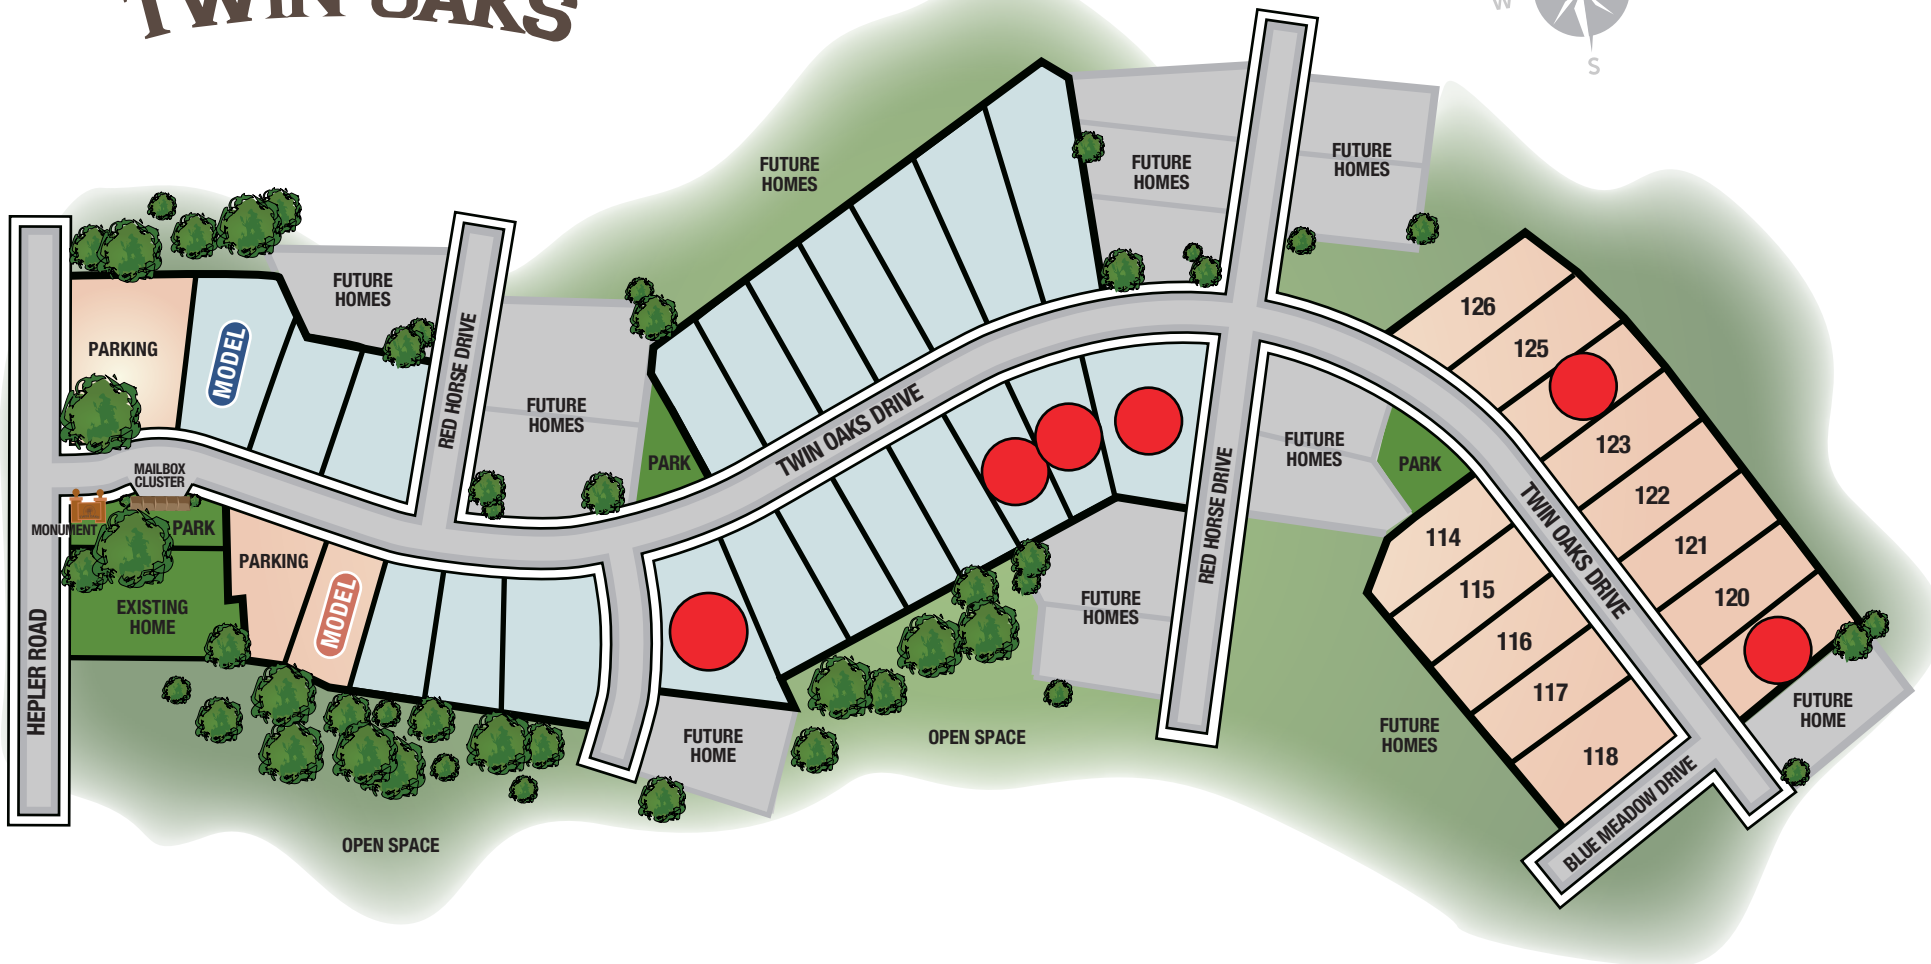 TWIN OAKS
W
S
FUTURE
HOMES
FUTURE
HOMES
FUTURE
HOMES
FUTURE
HOMES
PARKING
MODEL
RED HORSE DRIVE
126
125
FUTURE
HOMES
TWIN OAKS DRIVE
123
FUTURE
HOMES
PARK
PARK
MAILBOX
CLUSTER
122
RED HORSE DRIVE
MONUMENT
PARK
114
TWIN OAKS DRIVE
121
PARKING
115
120
EXISTING
HOME
MODEL
FUTURE
HOMES
116
HEPLER ROAD
117
FUTURE
HOME
FUTURE
HOME
OPEN SPACE
FUTURE
HOMES
118
BLUE MEADOW DRIVE
OPEN SPACE